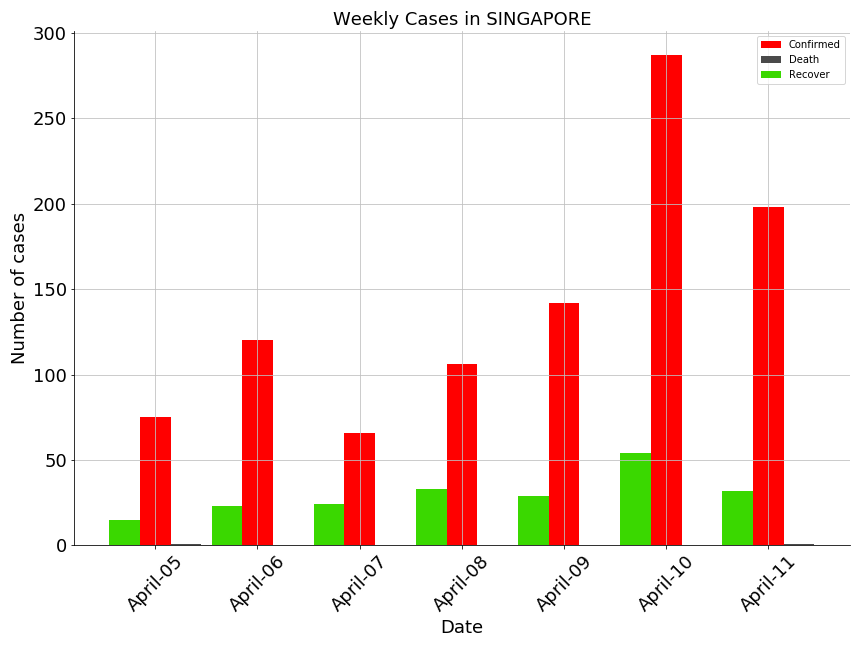 Weekly Cases in SINGAPORE
Confirmed
Death
Recover
Number of cases
300
250
200
150
100
50
0
April-05
April-06
April-07
April-08
April-09
April-10
April-11
Date